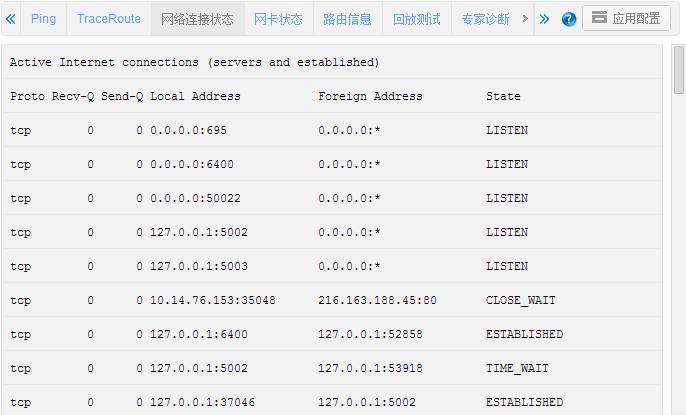 Ping TraceRoute 网络连接状态 网卡状态 路由信息 回放测试 专家诊断 ? 应用配置
Active Internet connections (servers and established)
Proto Recv-Q Send-Q Local Address Foreign Address State
tcp 0 0 0.0.0.0:695 0.0.0.0:* LISTEN
tcp 0 0 0.0.0.0:6400 0.0.0.0:* LISTEN
tcp 0 0 0.0.0.0:50022 0.0.0.0:* LISTEN
tcp 0 0 127.0.0.1:5002 0.0.0.0:* LISTEN
tcp 0 0 127.0.0.1:5003 0.0.0.0:* LISTEN
tcp 0 0 10.14.76.153:35048 216.163.188.45:80 CLOSE_WAIT
tcp 0 0 127.0.0.1:6400 127.0.0.1:52858 ESTABLISHED
tcp 0 0 127.0.0.1:5002 127.0.0.1:53918 TIME_WAIT
tcp 0 0 127.0.0.1:37046 127.0.0.1:5002 ESTABLISHED